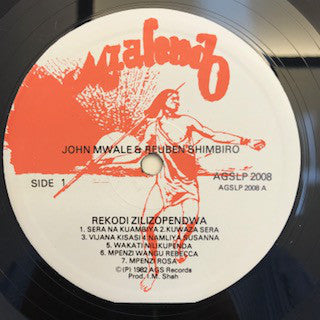 Mzalendo
JOHN MWALE & REUBEN SHIMBIRO
SIDE 1
AGSLP 2008
AGSLP 2008 A
REKODI ZILIZOPENDWA
1. SERA NA KUAMBIYA 2. KUWAZA SERA
3. VIJANA KISASI 4. NAMLIYA SUSANNA
5. WAKATI NILIKUPENDA
6. MPENZI WANGU REBECCA
7. MPENZI ROSA
©(P) 1982 AGS Records
Prod. I.M. Shah